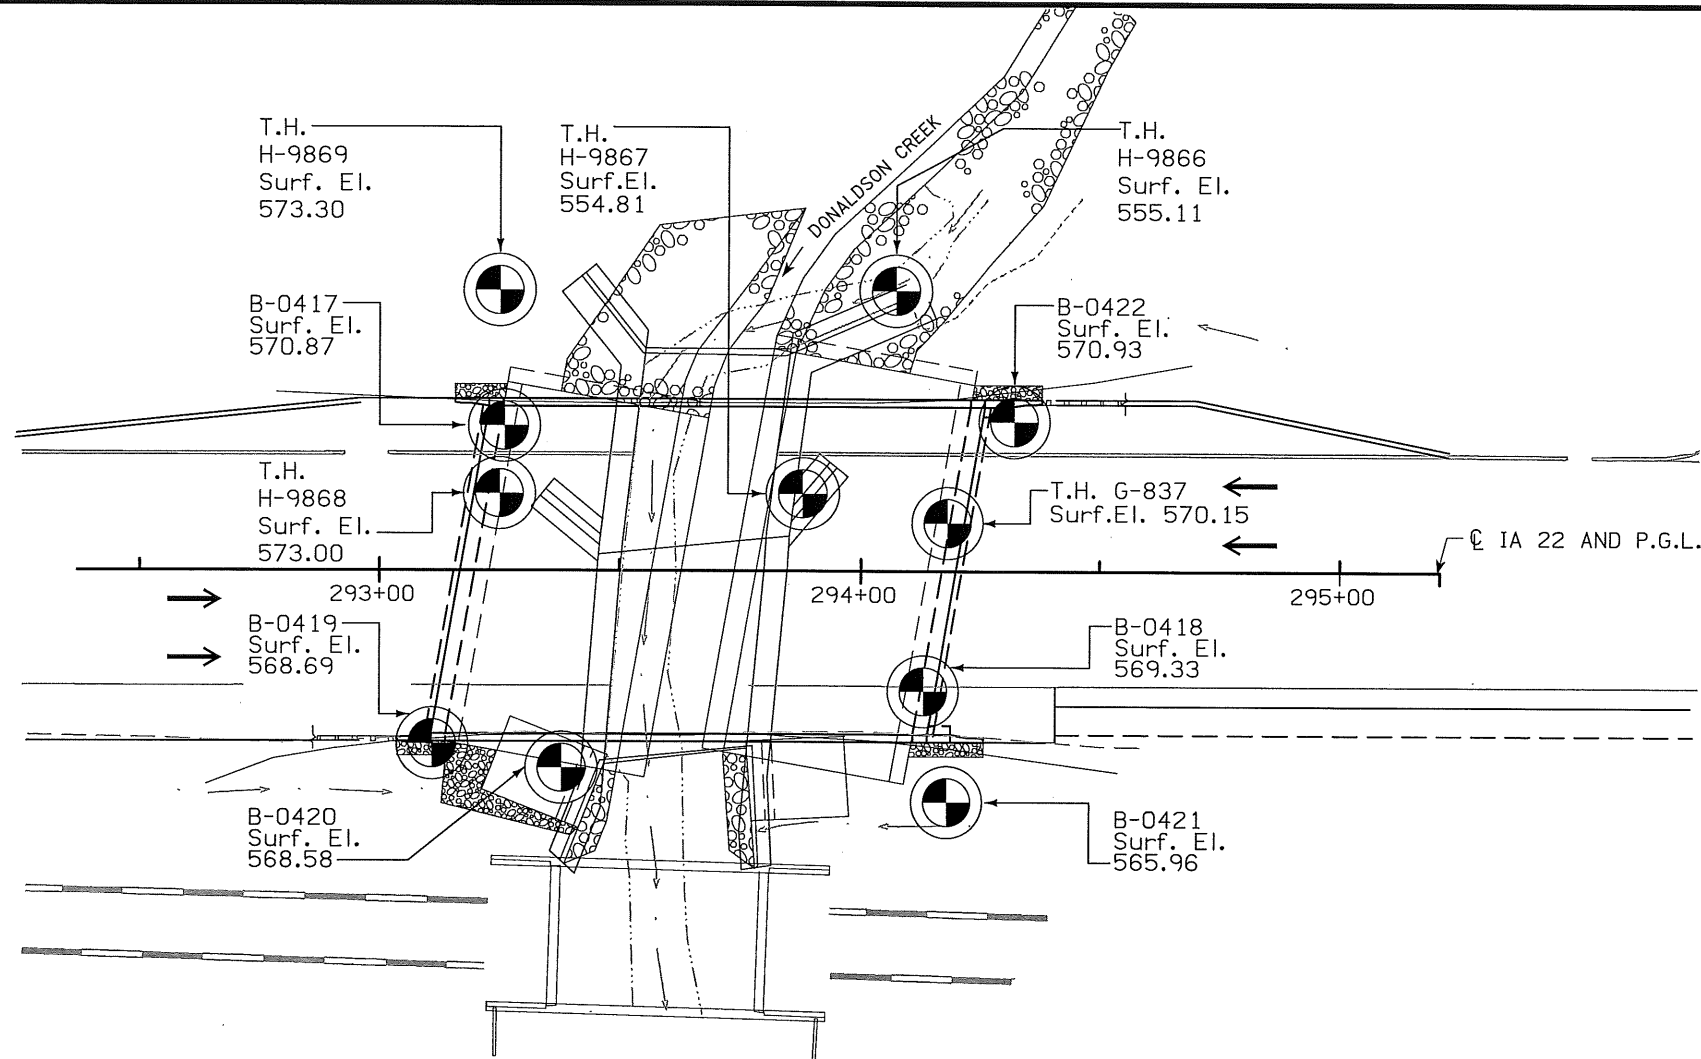 T.H.
H-9869
Surf. El.
573.30
T.H.
H-9867
Surf.El.
554.81
DONALDSON CREEK
T.H.
H-9866
Surf. El.
555.11
B-0417
Surf. El.
570.87
B-0422
Surf. El.
570.93
T.H.
H-9868
Surf. El.
573.00
T.H. G-837
Surf.El. 570.15
℄ IA 22 AND P.G.L.
293+00
294+00
295+00
B-0419
Surf. El.
568.69
B-0418
Surf. El.
569.33
B-0420
Surf. El.
568.58
B-0421
Surf. El.
565.96